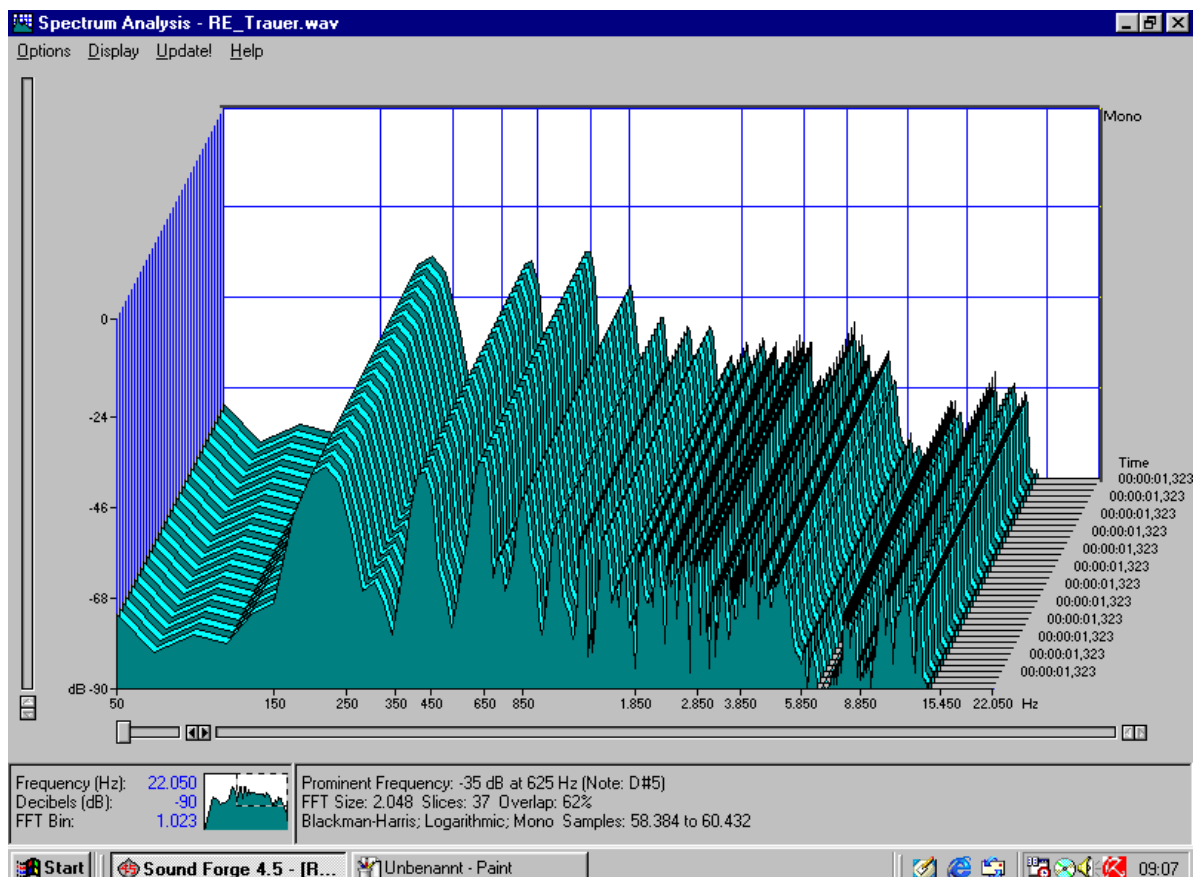 Spectrum Analysis - RE_Trauer.wav
Options Display Update! Help
Mono
0
-24
-46
-68
dB -90
50 150 250 350 450 650 850 1.850 2.850 3.850 5.850 8.850 15.450 22.050 Hz
Time
00:00:01,323
00:00:01,323
00:00:01,323
00:00:01,323
00:00:01,323
00:00:01,323
00:00:01,323
00:00:01,323
00:00:01,323
00:00:01,323
00:00:01,323
00:00:01,323
Frequency (Hz): 22.050
Decibels (dB): -90
FFT Bin: 1.023
Prominent Frequency: -35 dB at 625 Hz (Note: D#5)
FFT Size: 2.048 Slices: 37 Overlap: 62%
Blackman-Harris; Logarithmic; Mono Samples: 58.384 to 60.432
Start Sound Forge 4.5 - [R... Unbenannt - Paint 09:07